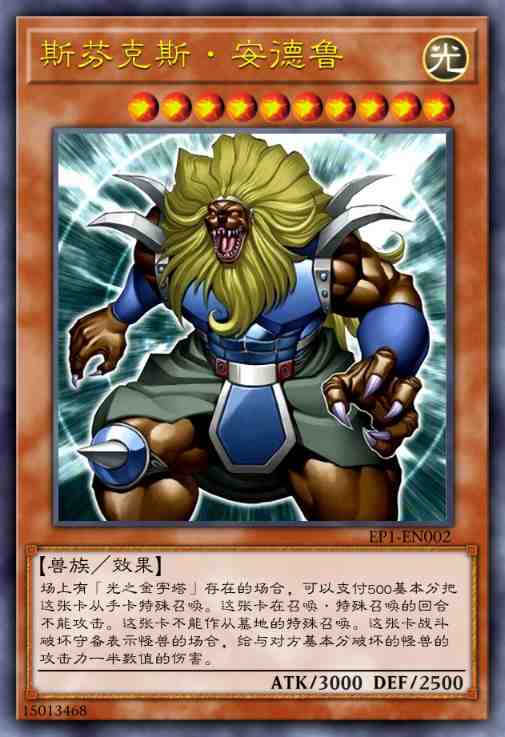 斯芬克斯·安德鲁
光
EP1-EN002
【兽族／效果】
场上有「光之金字塔」存在的场合，可以支付500基本分把
这张卡从手卡特殊召唤。这张卡在召唤·特殊召唤的回合
不能攻击。这张卡不能作从墓地的特殊召唤。这张卡战斗
破坏守备表示怪兽的场合，给与对方基本分破坏的怪兽的
攻击力一半数值的伤害。
ATK/3000 DEF/2500
15013468